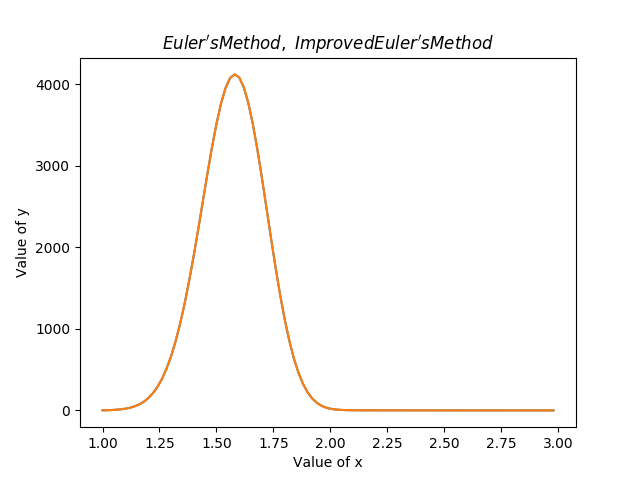 Euler'sMethod, ImprovedEuler'sMethod
4000
3000
2000
1000
0
Value of y
1.00 1.25 1.50 1.75 2.00 2.25 2.50 2.75 3.00
Value of x